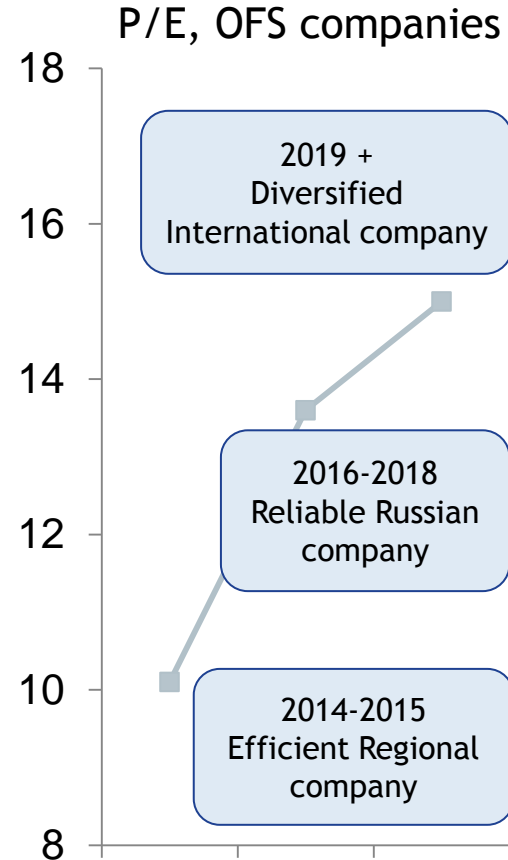 P/E, OFS companies
18
2019 +
Diversified
International company
16
14
2016-2018
Reliable Russian
company
12
10
2014-2015
Efficient Regional
company
8